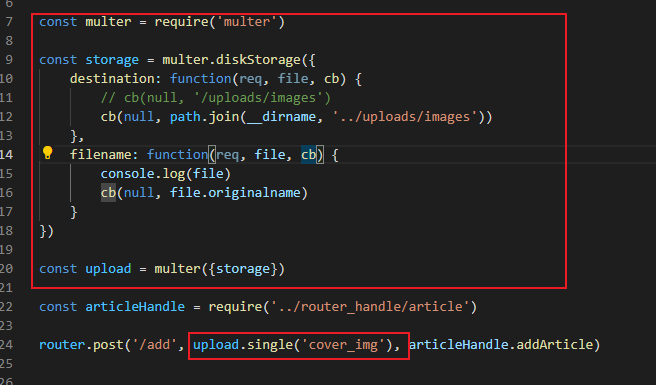 6
7 const multer = require('multer')
8
9 const storage = multer.diskStorage({
10 destination: function(req, file, cb) {
11 // cb(null, '/uploads/images')
12 cb(null, path.join(__dirname, '../uploads/images'))
13 },
14 filename: function(req, file, cb) {
15 console.log(file)
16 cb(null, file.originalname)
17 }
18 })
19
20 const upload = multer({storage})
21
22 const articleHandle = require('../router_handle/article')
23
24 router.post('/add', upload.single('cover_img'), articleHandle.addArticle)
25
26